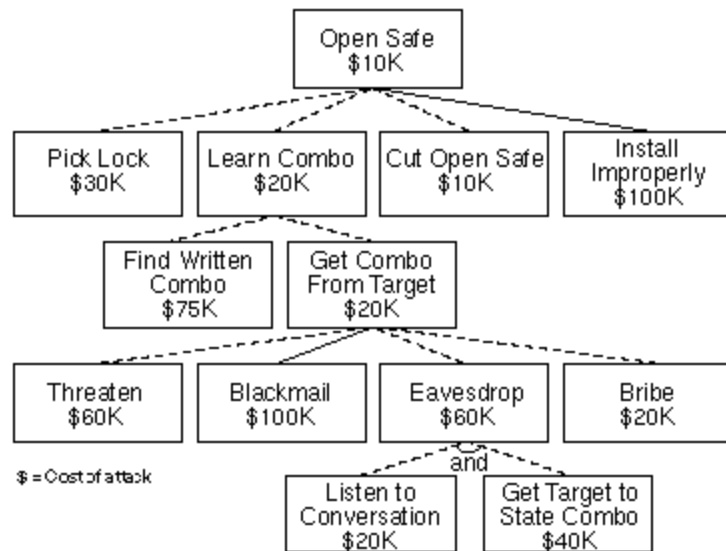 Open Safe
$10K
Pick Lock
$30K
Learn Combo
$20K
Cut Open Safe
$10K
Install
Improperly
$100K
Find Written
Combo
$75K
Get Combo
From Target
$20K
Threaten
$60K
Blackmail
$100K
Eavesdrop
$60K
Bribe
$20K
and
$ = Cost of attack
Listen to
Conversation
$20K
Get Target to
State Combo
$40K